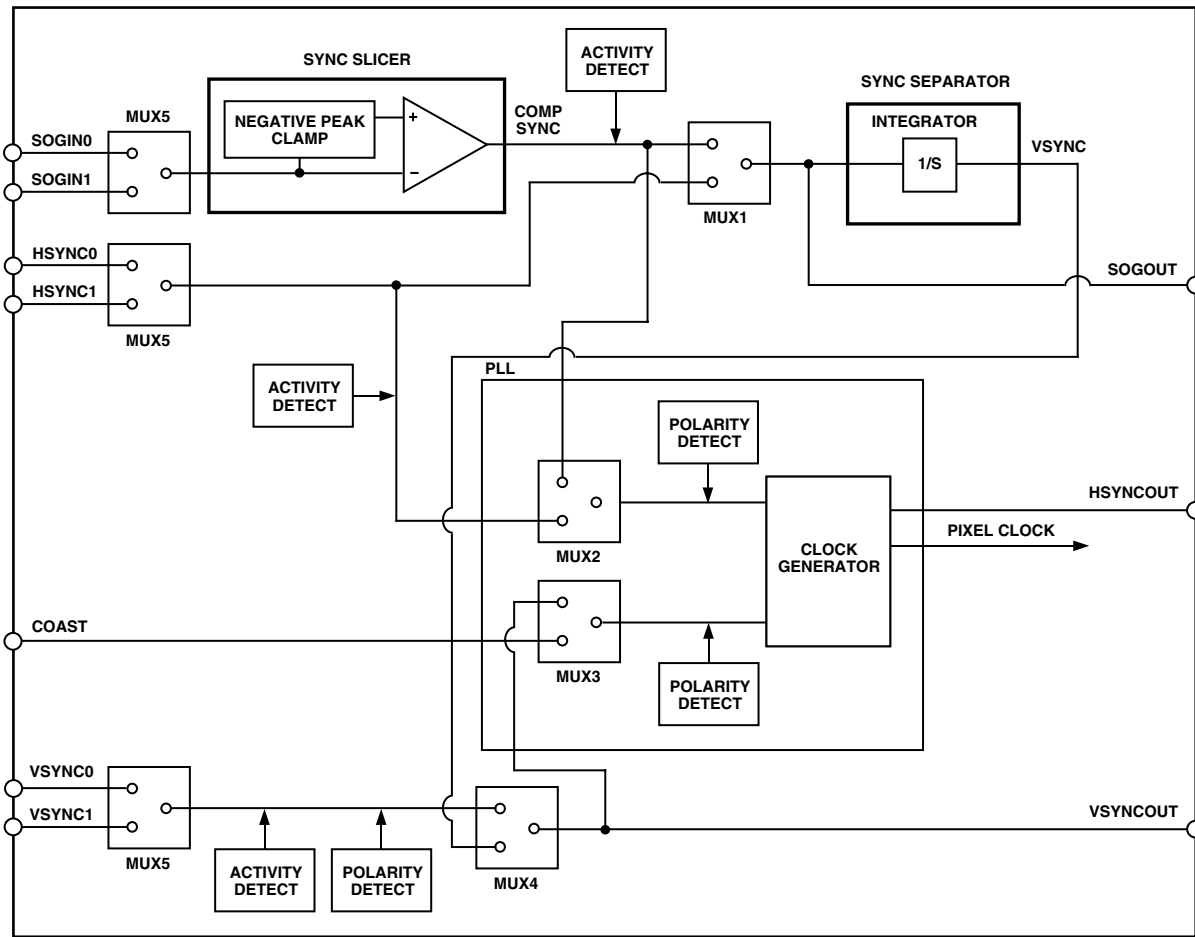 SYNC SLICER
ACTIVITY
DETECT
SYNC SEPARATOR
MUX5
NEGATIVE PEAK
CLAMP
+
−
COMP
SYNC
INTEGRATOR
1/S
VSYNC
SOGIN0
SOGIN1
MUX1
HSYNC0
HSYNC1
MUX5
SOGOUT
ACTIVITY
DETECT
PLL
POLARITY
DETECT
MUX2
CLOCK
GENERATOR
HSYNCOUT
PIXEL CLOCK
COAST
MUX3
POLARITY
DETECT
VSYNC0
VSYNC1
MUX5
ACTIVITY
DETECT
POLARITY
DETECT
MUX4
VSYNCOUT